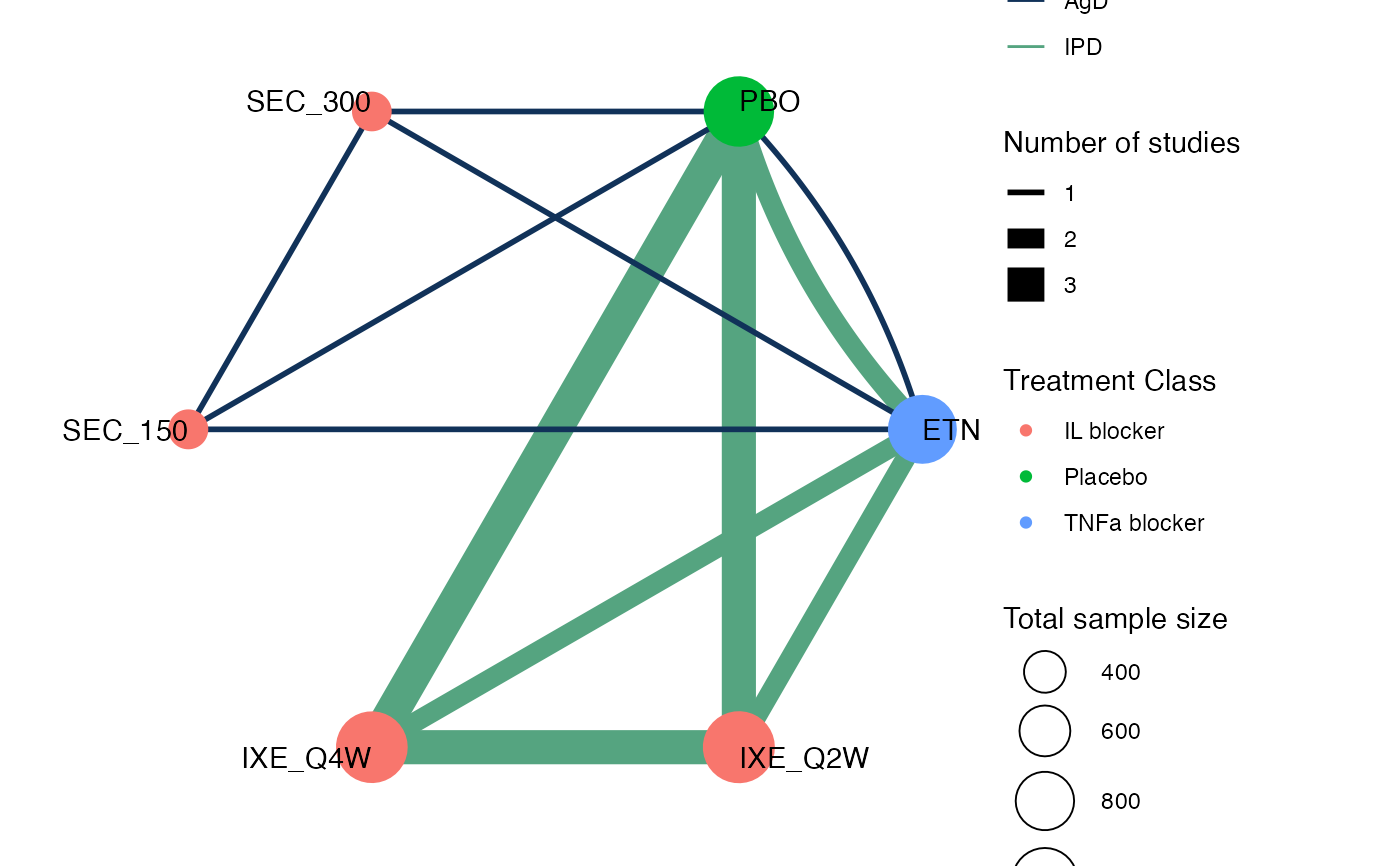 AgD
IPD
SEC_300
PBO
Number of studies
1
2
3
Treatment Class
SEC_150
ETN
IL blocker
Placebo
TNFa blocker
Total sample size
400
600
IXE_Q4W
IXE_Q2W
800